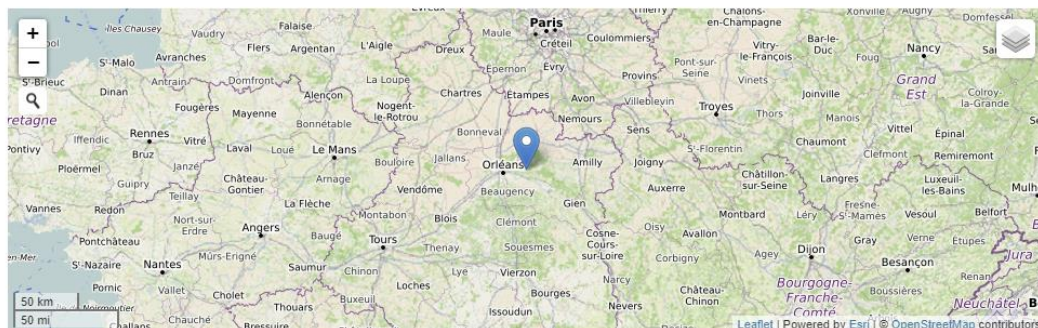 Îles Chausey Vaudry Falaise Évreux Paris Châlons-en-Champagne Xonville Augny Domfessel
+
Flers Argentan L'Aigle Dreux Maule Créteil Coulommiers Vitry-le-François Bar-le-Duc Foug Nancy
−
St-Malo Avranches Épernon Évry Pont-sur-Seine
St-Brieuc Dinan Antrain Domfront La Loupe Chartres Étampes Provins Vinets Joinville Grand Est Colroy-la-Grande
Fougères Mayenne Alençon Nogent-le-Rotrou Avon Villeblevin Troyes
Bretagne Iffendic Rennes Vitré Bonnétable Bonneval Nemours Sens Thors Marnay Vittel Épinal
Pontivy Bruz Janzé Laval Loué Le Mans Bouloire Jallans Orléans Amilly Joigny St-Florentin Chaumont Clefmont Remiremont
Guipry Château-Gontier Arnage Vendôme Beaugency Auxerre Châtillon-sur-Seine Langres Luxeuil-les-Bains
Vannes Redon Teillay La Flèche Gien Fresne-St-Mamès
Nort-sur-Erdre Montabon Blois Clémont Oisy Montbard Léry Vesoul Belfort
Pontchâteau Angers Baugé Tours Thenay Souesmes Cosne-Cours-sur-Loire Avallon Gray Verne
en-Mer St-Nazaire Mûrs-Erigné Agey Dijon
Nantes Saumur Chinon Lye Vierzon Corbigny Besançon Jura
Pornic Vallet Loches Narcy Bourgogne-Franche-Comté Boussières
50 km Cholet Buxeuil Bourges Château-Chinon Neuchâtel
50 mi Challans Clisson Bressuire Thouars Issoudun Nevers
Leaflet | Powered by Esri | © OpenStreetMap contributors